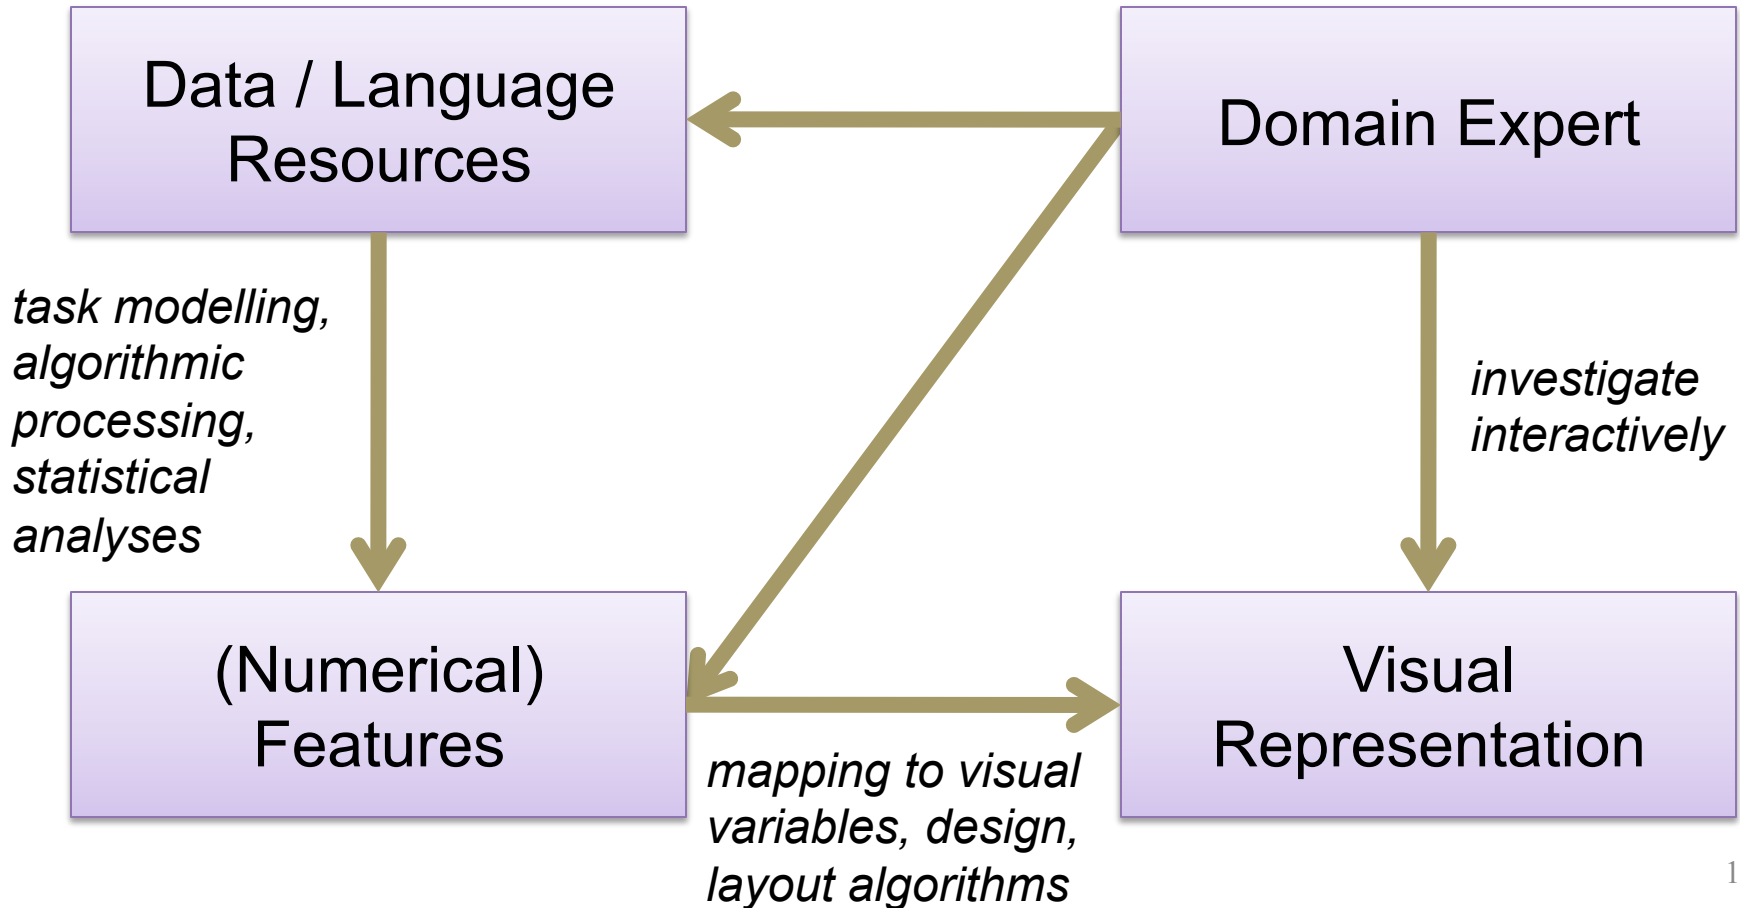 Data / Language
Resources
Domain Expert
task modelling,
algorithmic
processing,
statistical
analyses
investigate
interactively
(Numerical)
Features
Visual
Representation
mapping to visual
variables, design,
layout algorithms
1